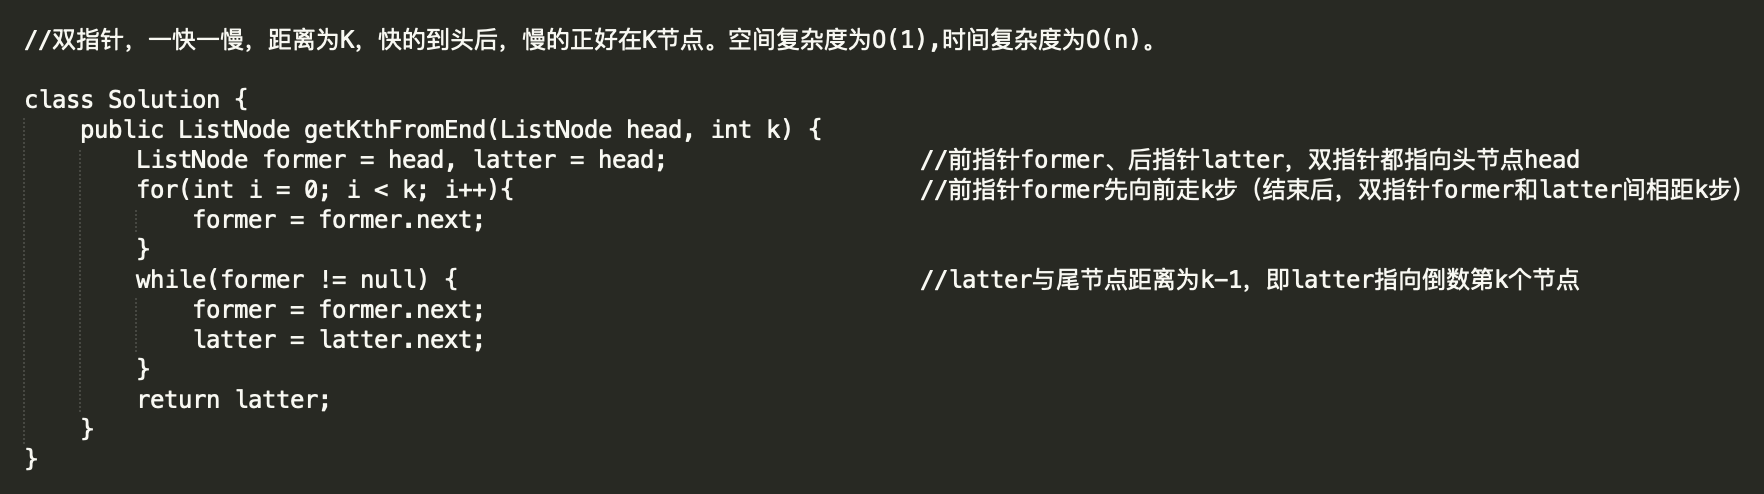 //双指针，一快一慢，距离为K，快的到头后，慢的正好在K节点。空间复杂度为O(1),时间复杂度为O(n)。
class Solution {
    public ListNode getKthFromEnd(ListNode head, int k) {
        ListNode former = head, latter = head;                  //前指针former、后指针latter，双指针都指向头节点head
        for(int i = 0; i < k; i++){                             //前指针former先向前走k步（结束后，双指针former和latter间相距k步）
            former = former.next;
        }
        while(former != null) {                                 //latter与尾节点距离为k-1，即latter指向倒数第k个节点
            former = former.next;
            latter = latter.next;
        }
        return latter;
    }
}